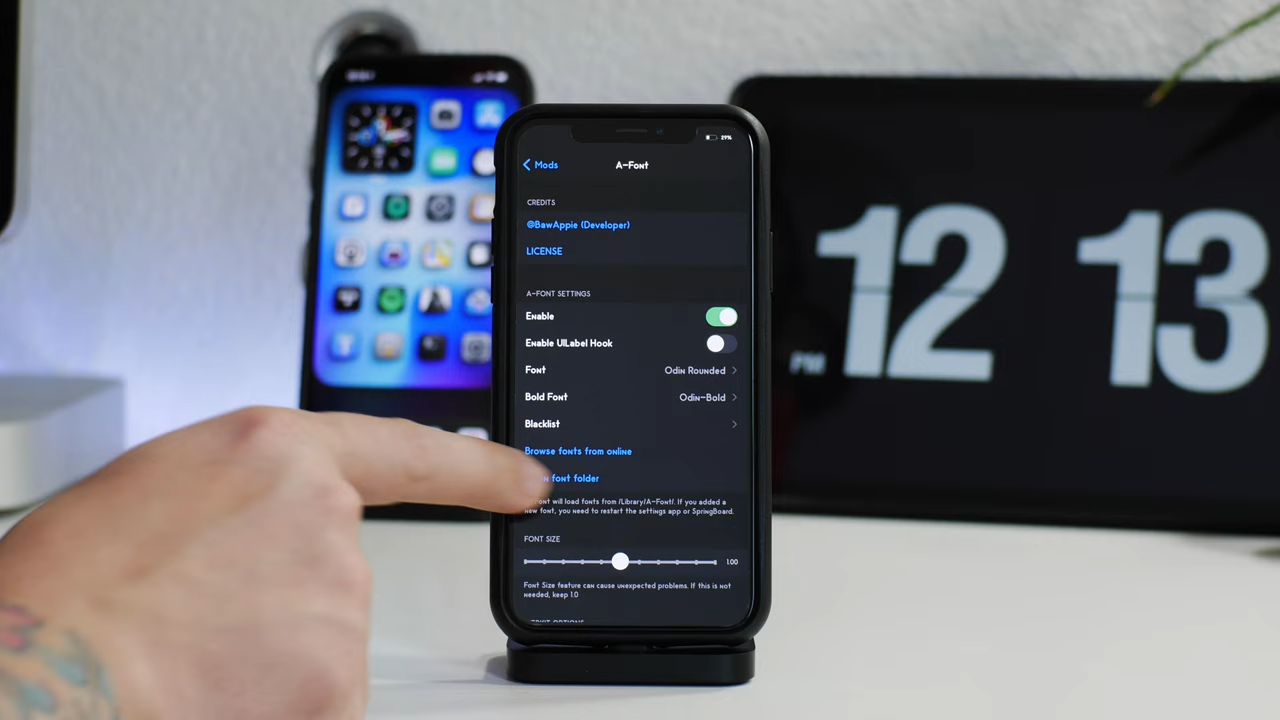 29%
Mods
A-Font
CREDITS
@BawAppie (Developer)
LICENSE
A-FONT SETTINGS
Enable
Enable UILabel Hook
Font Odin Rounded
Bold Font Odin-Bold
Blacklist
Browse fonts from online
font folder
will load fonts from /Library/A-Font/. If you added a
new font, you need to restart the settings app or SpringBoard.
FONT SIZE
1.00
Font Size feature can cause unexpected problems. If this is not
needed, keep 1.0
OPTIONS
PM 12 13